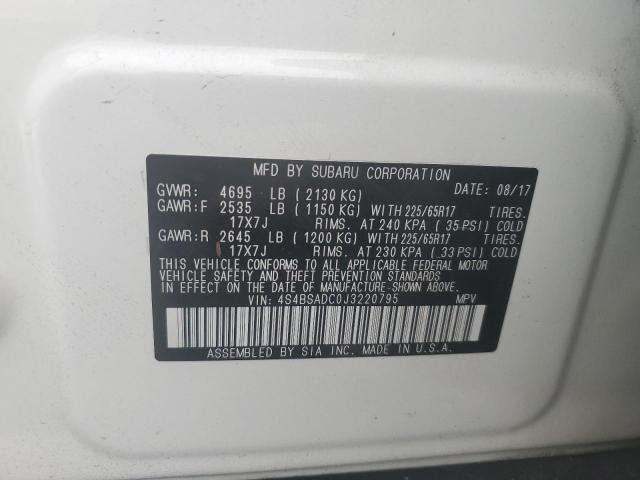 MFD BY SUBARU CORPORATION
GVWR: 4695 LB (2130 KG) DATE: 08/17
GAWR:F 2535 LB (1150 KG) WITH 225/65R17 TIRES.
17X7J RIMS. AT 240 KPA (35 PSI) COLD
GAWR:R 2645 LB (1200 KG) WITH 225/65R17 TIRES.
17X7J RIMS. AT 230 KPA (33 PSI) COLD
THIS VEHICLE CONFORMS TO ALL APPLICABLE FEDERAL MOTOR
VEHICLE SAFETY AND THEFT PREVENTION STANDARDS
IN EFFECT ON THE DATE OF MANUFACTURE SHOWN ABOVE.
VIN: 4S4BSADC0J3220795 MPV
ASSEMBLED BY SIA INC. MADE IN U.S.A.